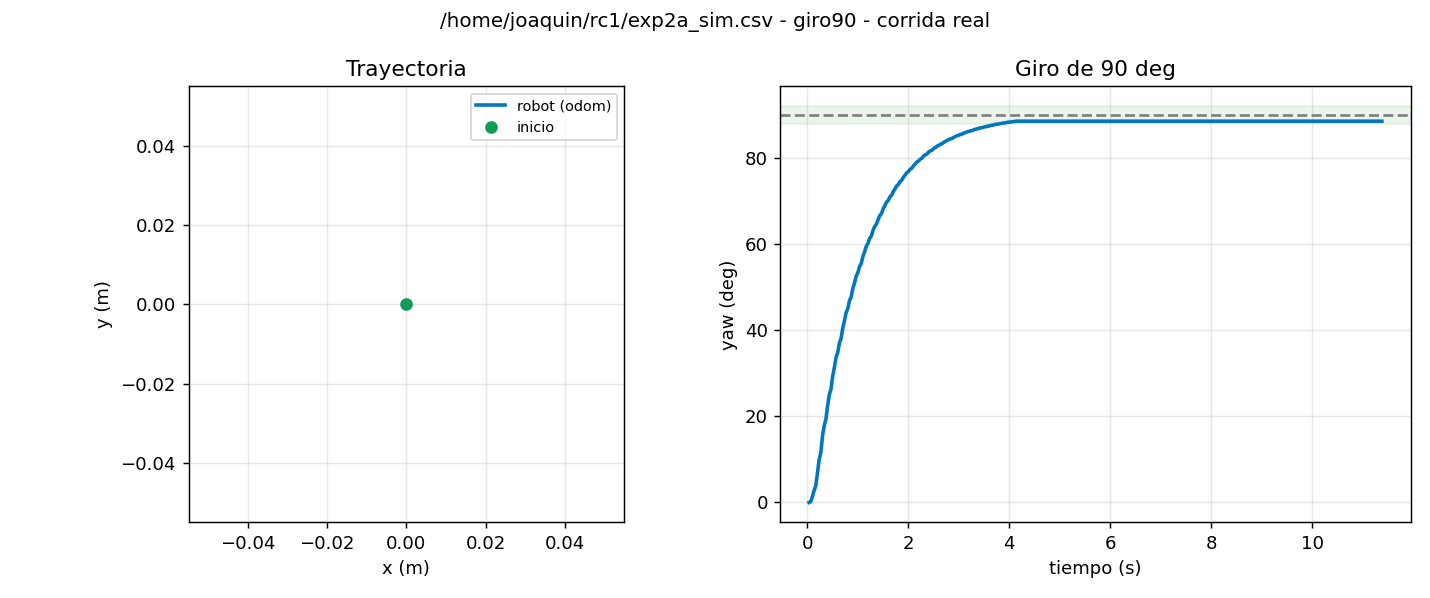 /home/joaquin/rc1/exp2a_sim.csv - giro90 - corrida real
Trayectoria
robot (odom)
inicio
0.04
0.02
0.00
−0.02
−0.04
y (m)
−0.04 −0.02 0.00 0.02 0.04
x (m)
Giro de 90 deg
80
60
40
20
0
yaw (deg)
0 2 4 6 8 10
tiempo (s)